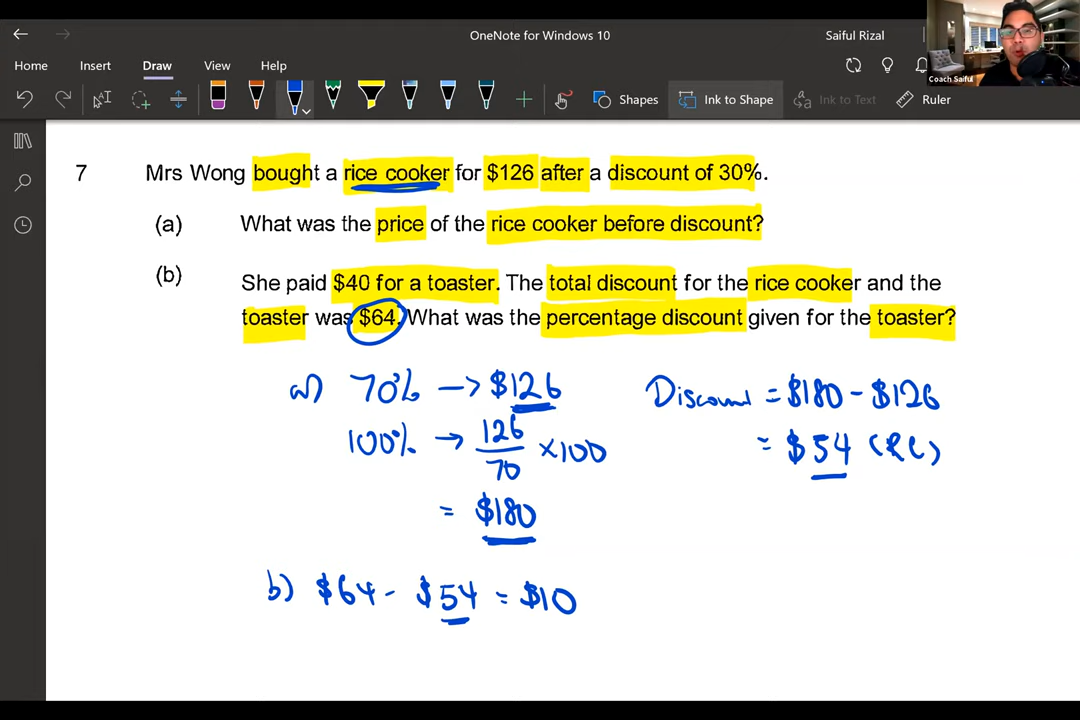 OneNote for Windows 10
Saiful Rizal
Coach Saiful
Home Insert Draw View Help
Shapes Ink to Shape Ink to Text Ruler
7 Mrs Wong bought a rice cooker for $126 after a discount of 30%.
(a) What was the price of the rice cooker before discount?
(b) She paid $40 for a toaster. The total discount for the rice cooker and the
toaster was $64. What was the percentage discount given for the toaster?
a) 70% → $126
100% → 126/70 × 100
= $180
Discount = $180 - $126
= $54 (RC)
b) $64 - $54 = $10